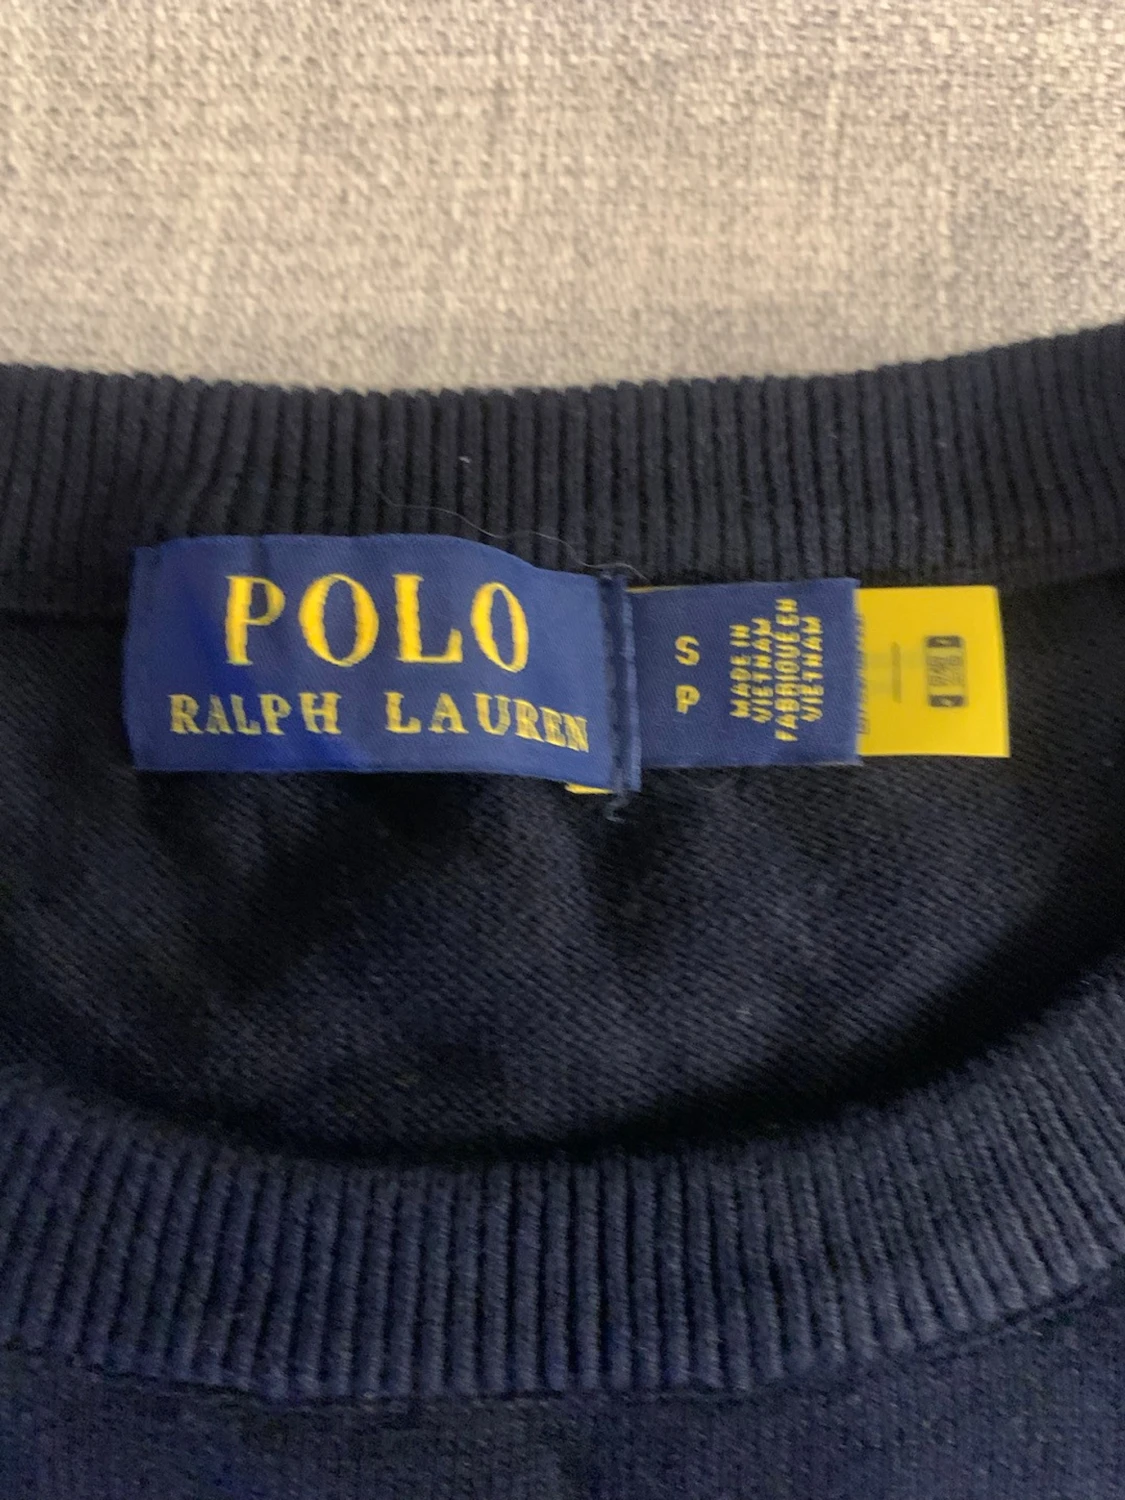 POLO
RALPH LAUREN
S
P
MADE IN
VIETNAM
FABRIQUÉ EN
VIETNAM